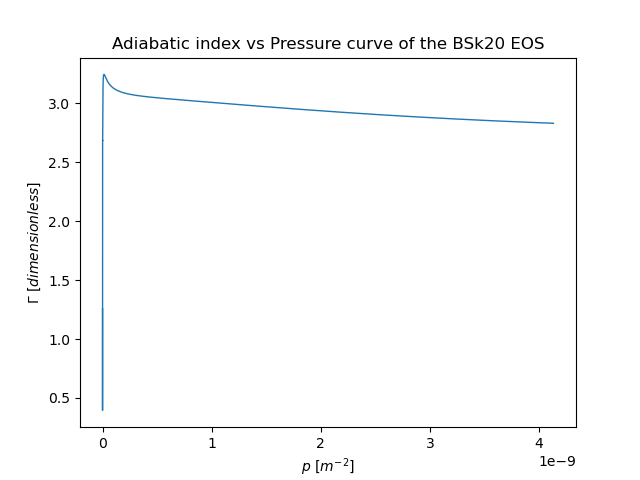 Adiabatic index vs Pressure curve of the BSk20 EOS
3.0
2.5
2.0
1.5
1.0
0.5
Γ [dimensionless]
0 1 2 3 4
1e−9
p [m⁻²]